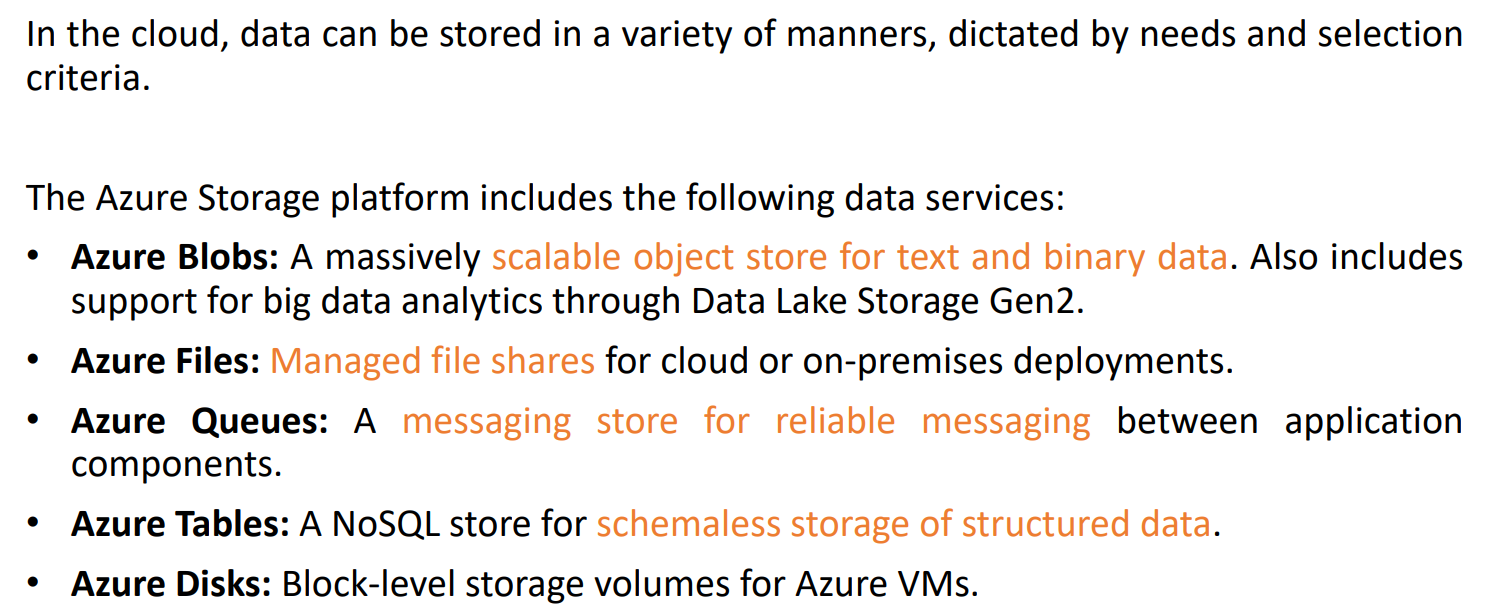 In the cloud, data can be stored in a variety of manners, dictated by needs and selection
criteria.
The Azure Storage platform includes the following data services:
• Azure Blobs: A massively scalable object store for text and binary data. Also includes
support for big data analytics through Data Lake Storage Gen2.
• Azure Files: Managed file shares for cloud or on-premises deployments.
• Azure Queues: A messaging store for reliable messaging between application
components.
• Azure Tables: A NoSQL store for schemaless storage of structured data.
• Azure Disks: Block-level storage volumes for Azure VMs.